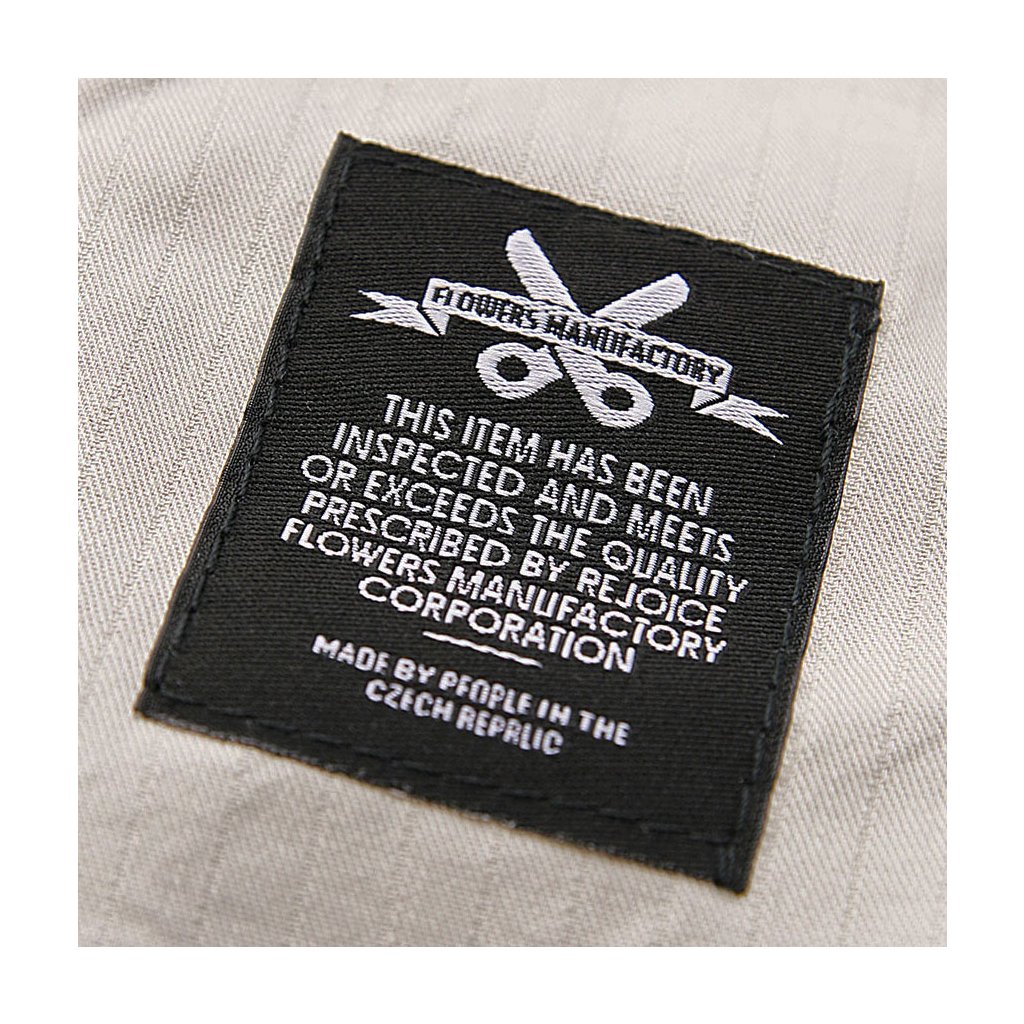 FLOWERS MANUFACTORY
THIS ITEM HAS BEEN
INSPECTED AND MEETS
OR EXCEEDS THE QUALITY
PRESCRIBED BY REJOICE
FLOWERS MANUFACTORY
CORPORATION
MADE BY PEOPLE IN THE
CZECH REPRLIC